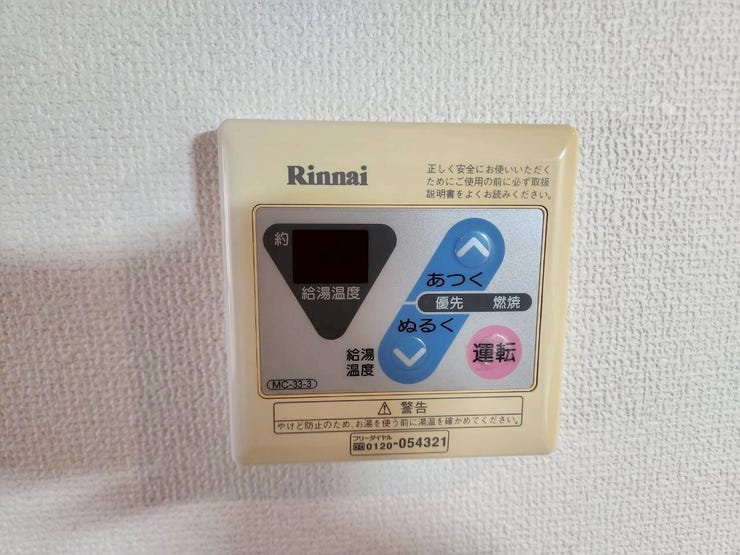 Rinnai
正しく安全にお使いいただく
ためにご使用の前に必ず取扱
説明書をよくお読みください。
約
給湯温度
あつく
優先 燃焼
ぬるく
給湯
温度
運転
MC-33-3
⚠ 警告
やけど防止のため、お湯を使う前に湯温を確かめてください。
フリーダイヤル
0120-054321